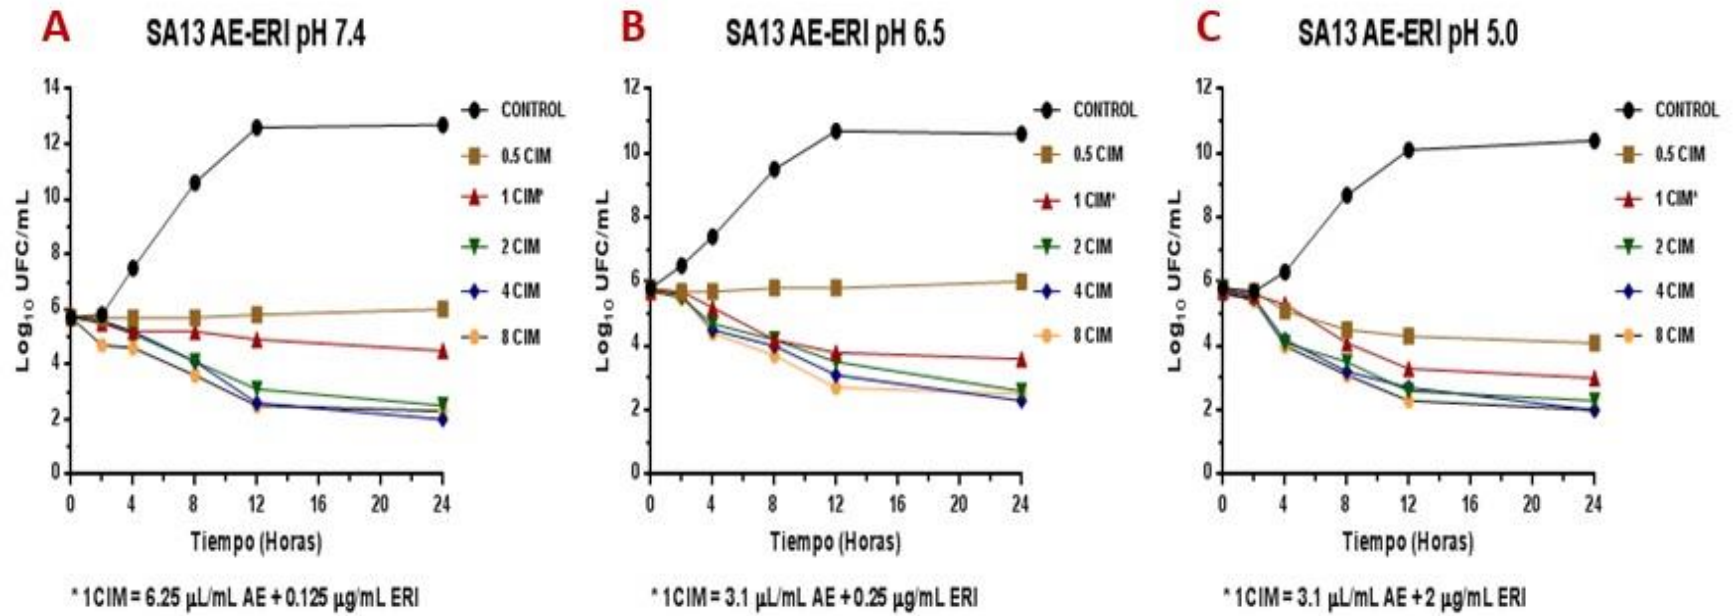 A
SA13 AE-ERI pH 7.4
14
12
10
8
6
4
2
0
0 4 8 12 16 20 24
Log10 UFC/mL
Tiempo (Horas)
CONTROL
0.5 CIM
1 CIM*
2 CIM
4 CIM
8 CIM
* 1CIM = 6.25 µL/mL AE + 0.125 µg/mL ERI
B
SA13 AE-ERI pH 6.5
12
10
8
6
4
2
0
0 4 8 12 16 20 24
Log10 UFC/mL
Tiempo (Horas)
CONTROL
0.5 CIM
1 CIM*
2 CIM
4 CIM
8 CIM
* 1CIM = 3.1 µL/mL AE + 0.25 µg/mL ERI
C
SA13 AE-ERI pH 5.0
12
10
8
6
4
2
0
0 4 8 12 16 20 24
Log10 UFC/mL
Tiempo (Horas)
CONTROL
0.5 CIM
1 CIM*
2 CIM
4 CIM
8 CIM
* 1CIM = 3.1 µL/mL AE + 2 µg/mL ERI